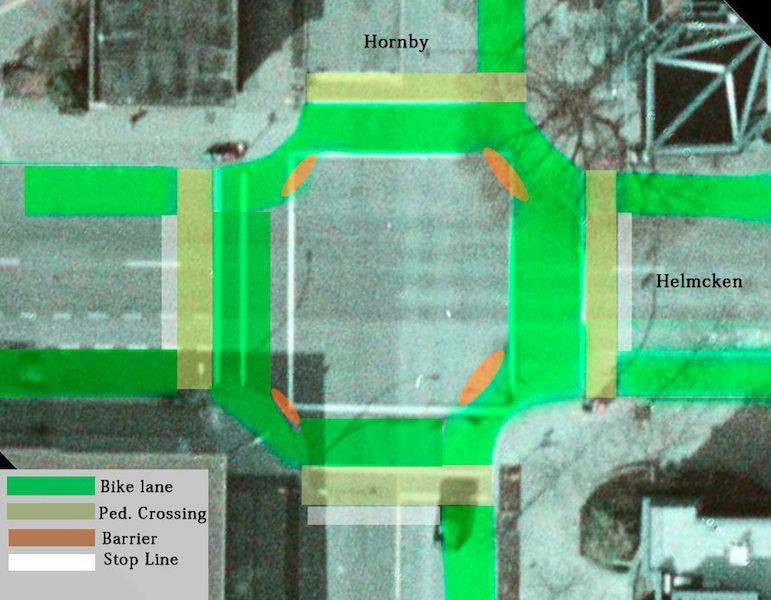 Hornby
Helmcken
Bike lane
Ped. Crossing
Barrier
Stop Line